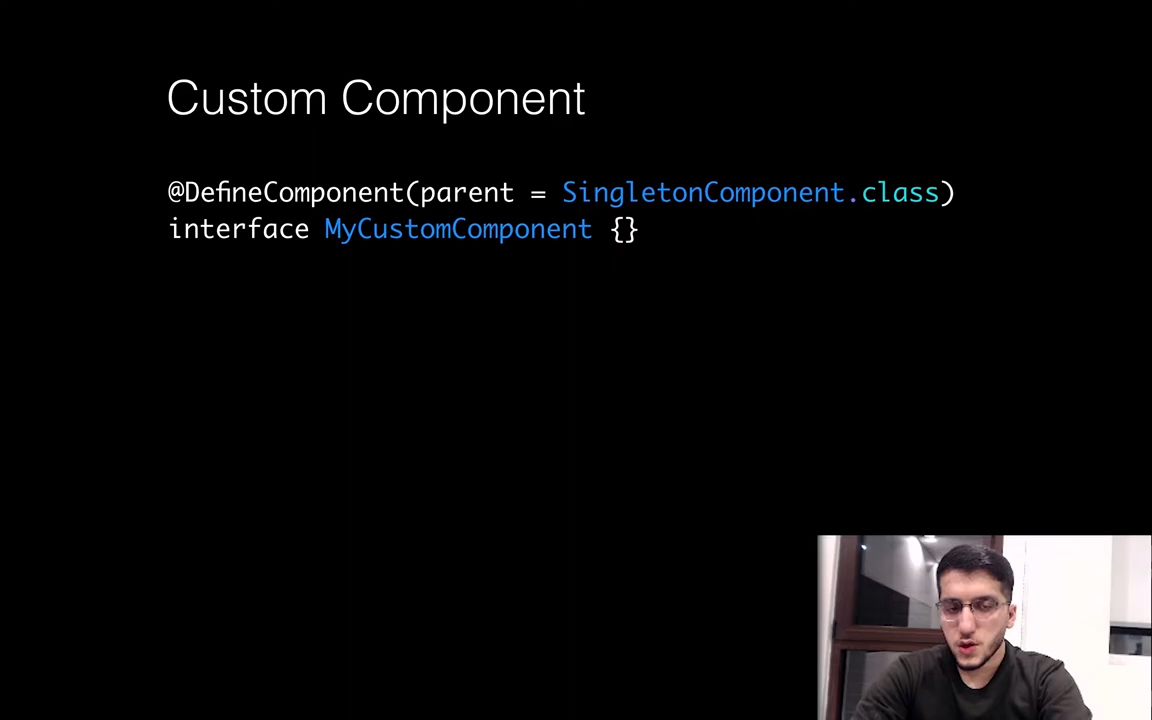 Custom Component
@DefineComponent(parent = SingletonComponent.class)
interface MyCustomComponent {}